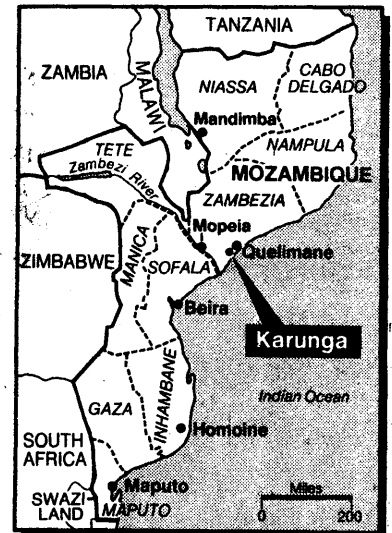 TANZANIA
ZAMBIA
MALAWI
NIASSA
CABO
DELGADO
Mandimba
NAMPULA
TETE
MOZAMBIQUE
Zambezi River
ZAMBEZIA
Mopeia
Quelimane
ZIMBABWE
MANICA
SOFALA
Beira
Karunga
INHAMBANE
GAZA
Indian Ocean
Homoine
SOUTH
AFRICA
Maputo
SWAZI
LAND
MAPUTO
Miles
0 200